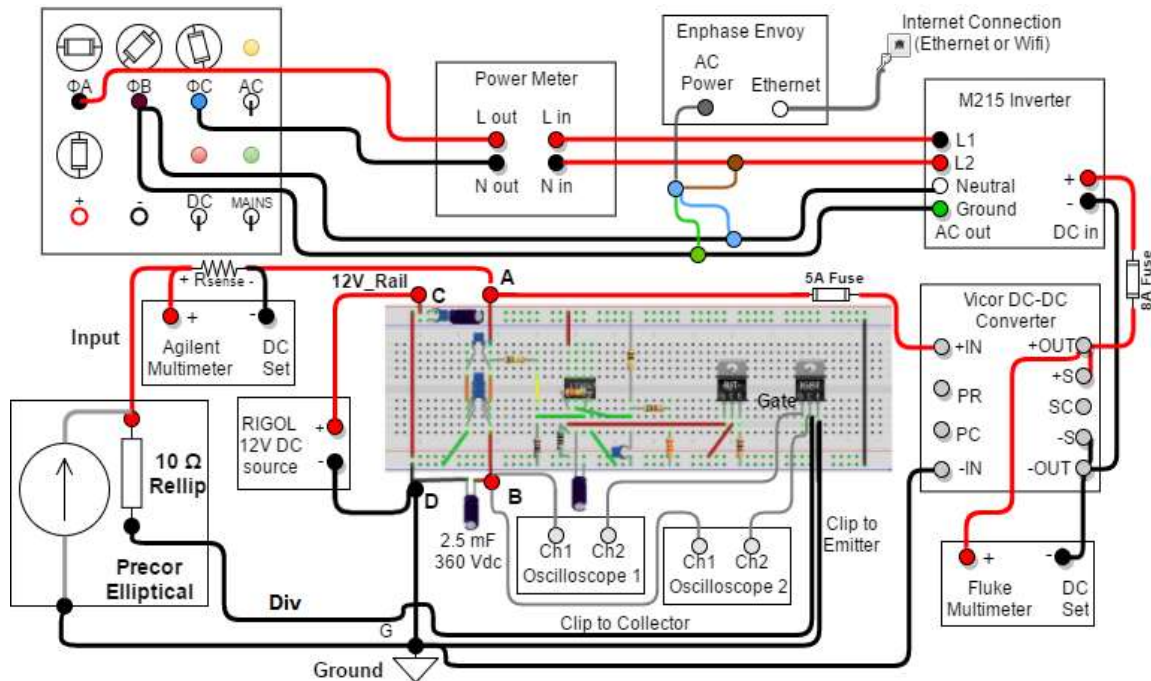 ΦA
ΦB
ΦC
AC
+
-
DC
MAINS
Power Meter
L out
L in
N out
N in
Enphase Envoy
AC
Power
Ethernet
Internet Connection
(Ethernet or Wifi)
M215 Inverter
L1
L2
Neutral
Ground
AC out
+
-
DC in
8A Fuse
+ Rsense -
+
-
Agilent
Multimeter
DC
Set
Input
12V_Rail
C
A
5A Fuse
Gate
RIGOL
12V DC
source
+
-
D
B
2.5 mF
360 Vdc
Ch1
Ch2
Oscilloscope 1
Ch1
Ch2
Oscilloscope 2
Clip to
Emitter
Clip to Collector
Vicor DC-DC
Converter
+IN
PR
PC
-IN
+OUT
+S
SC
-S
-OUT
+
-
Fluke
Multimeter
DC
Set
10 Ω
Rellip
Precor
Elliptical
Div
G
Ground